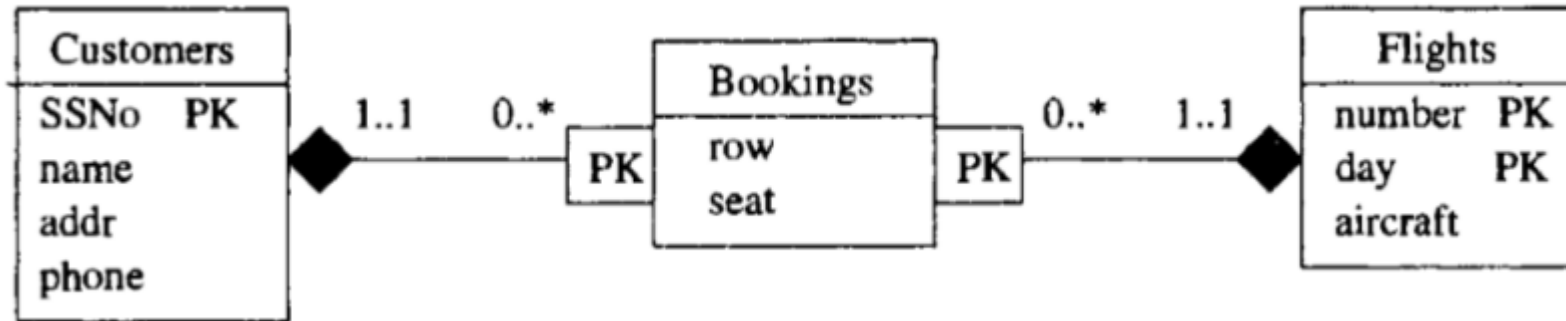 Customers
SSNo PK
name
addr
phone
1..1 0..*
PK
Bookings
row
seat
PK
0..* 1..1
Flights
number PK
day PK
aircraft